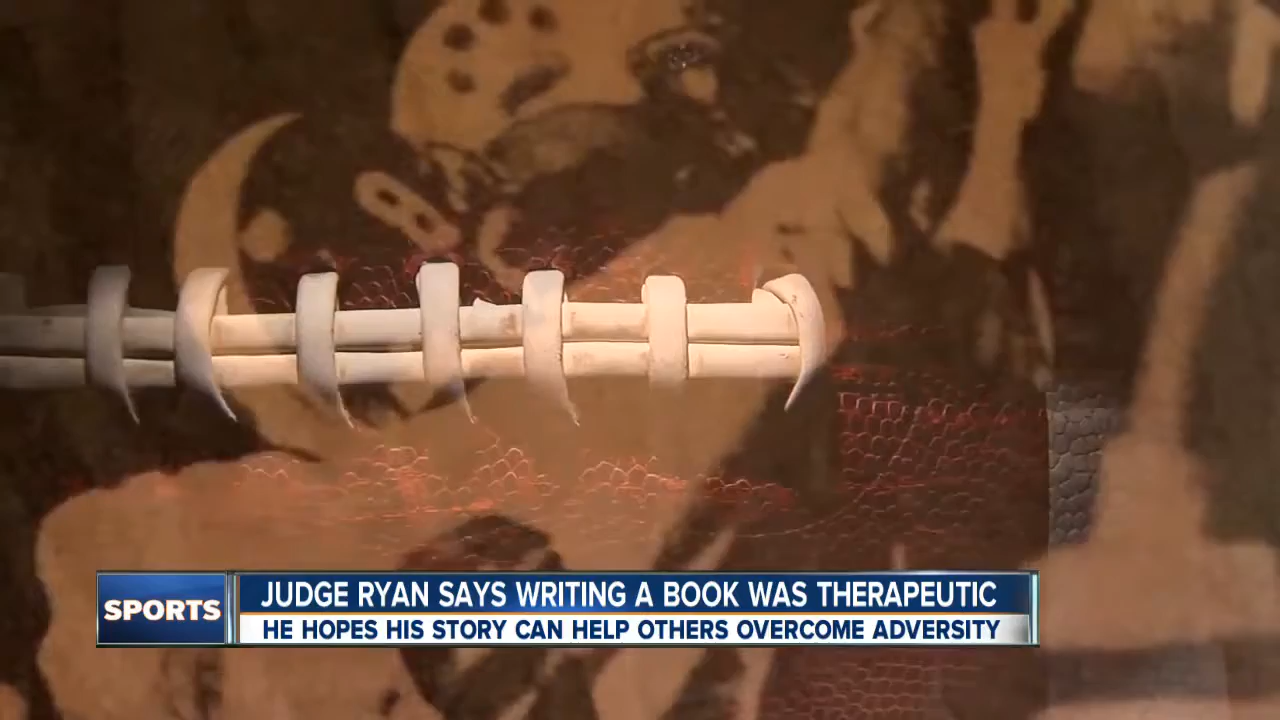 SPORTS
JUDGE RYAN SAYS WRITING A BOOK WAS THERAPEUTIC
HE HOPES HIS STORY CAN HELP OTHERS OVERCOME ADVERSITY